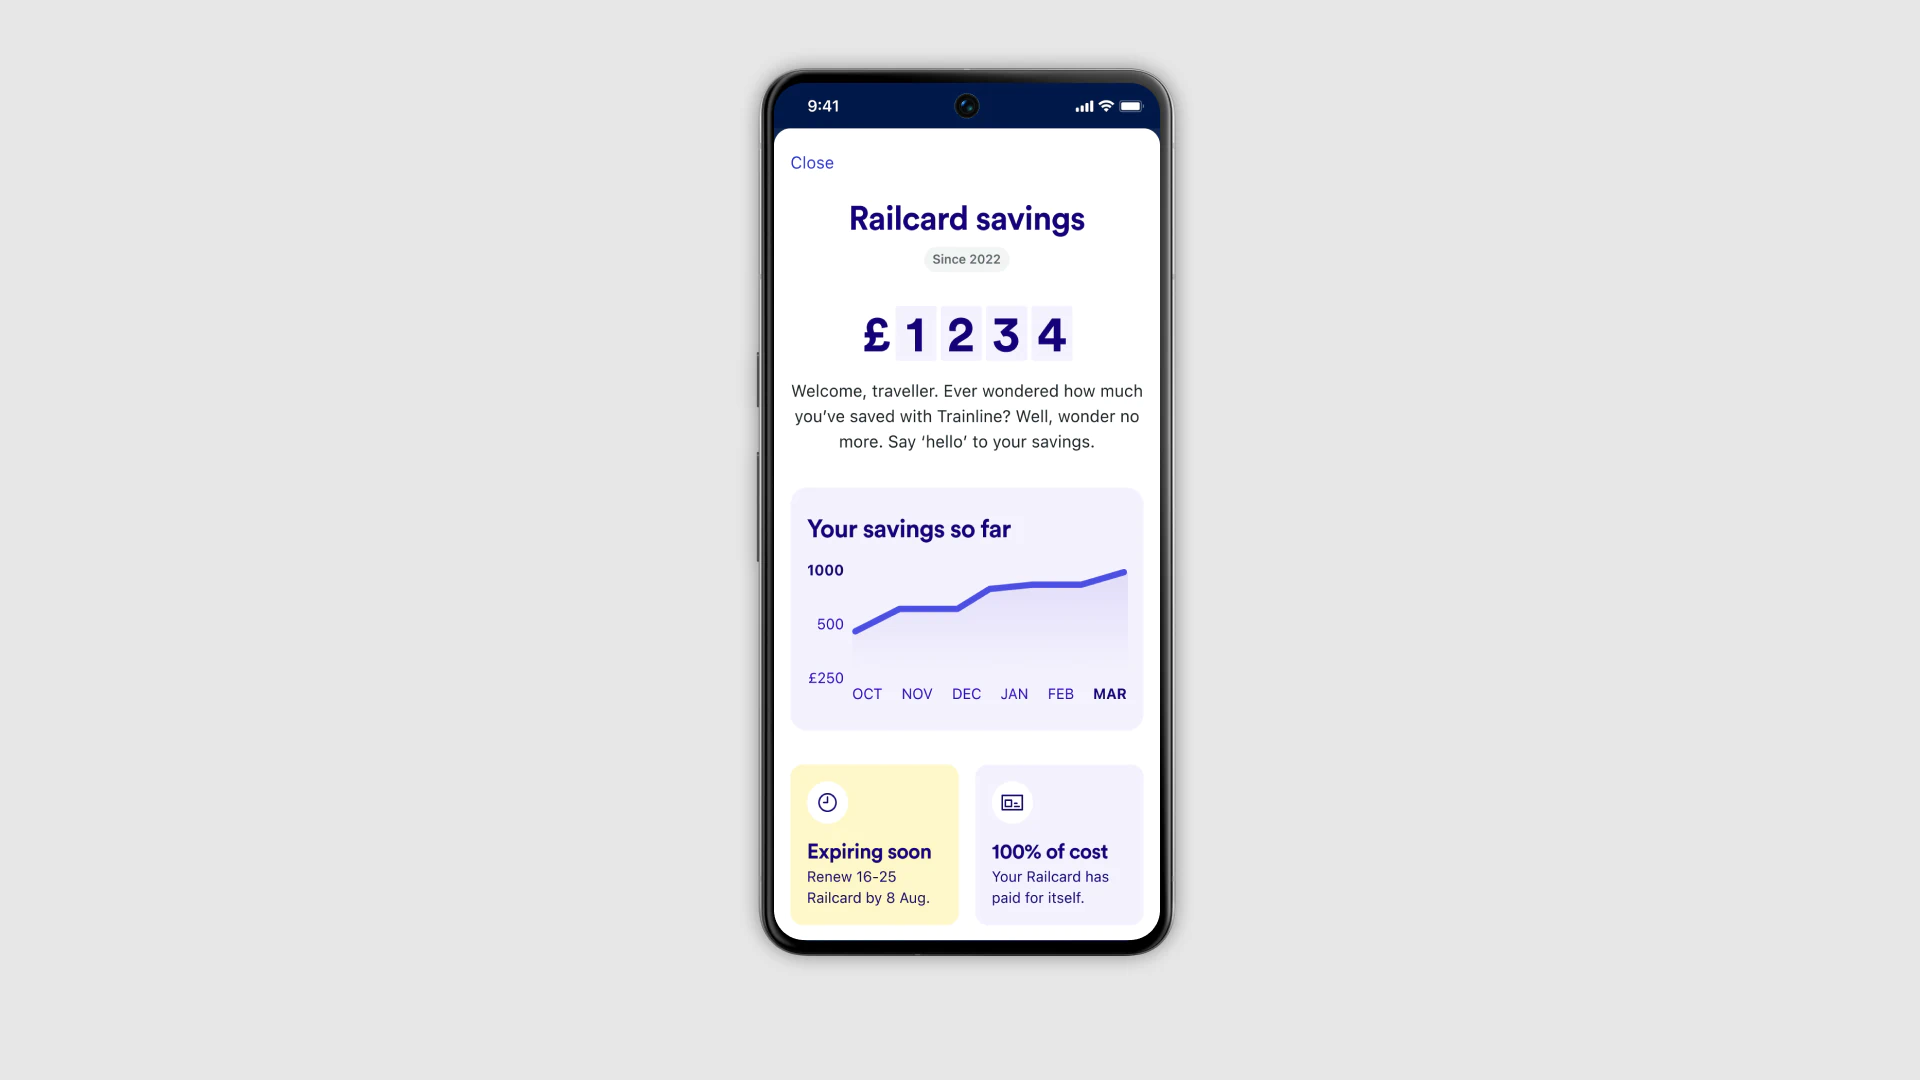 9:41
Close
Railcard savings
Since 2022
£1234
Welcome, traveller. Ever wondered how much
you’ve saved with Trainline? Well, wonder no
more. Say ‘hello’ to your savings.
Your savings so far
1000
500
£250
OCT NOV DEC JAN FEB MAR
Expiring soon
Renew 16-25
Railcard by 8 Aug.
100% of cost
Your Railcard has
paid for itself.